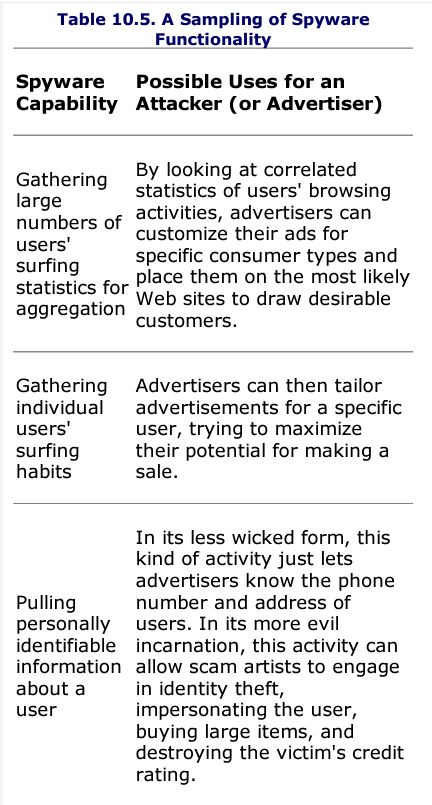 Table 10.5. A Sampling of Spyware
Functionality
Spyware
Capability
Possible Uses for an
Attacker (or Advertiser)
Gathering
large
numbers of
users'
surfing
statistics for
aggregation
By looking at correlated
statistics of users' browsing
activities, advertisers can
customize their ads for
specific consumer types and
place them on the most likely
Web sites to draw desirable
customers.
Gathering
individual
users'
surfing
habits
Advertisers can then tailor
advertisements for a specific
user, trying to maximize
their potential for making a
sale.
Pulling
personally
identifiable
information
about a
user
In its less wicked form, this
kind of activity just lets
advertisers know the phone
number and address of
users. In its more evil
incarnation, this activity can
allow scam artists to engage
in identity theft,
impersonating the user,
buying large items, and
destroying the victim's credit
rating.